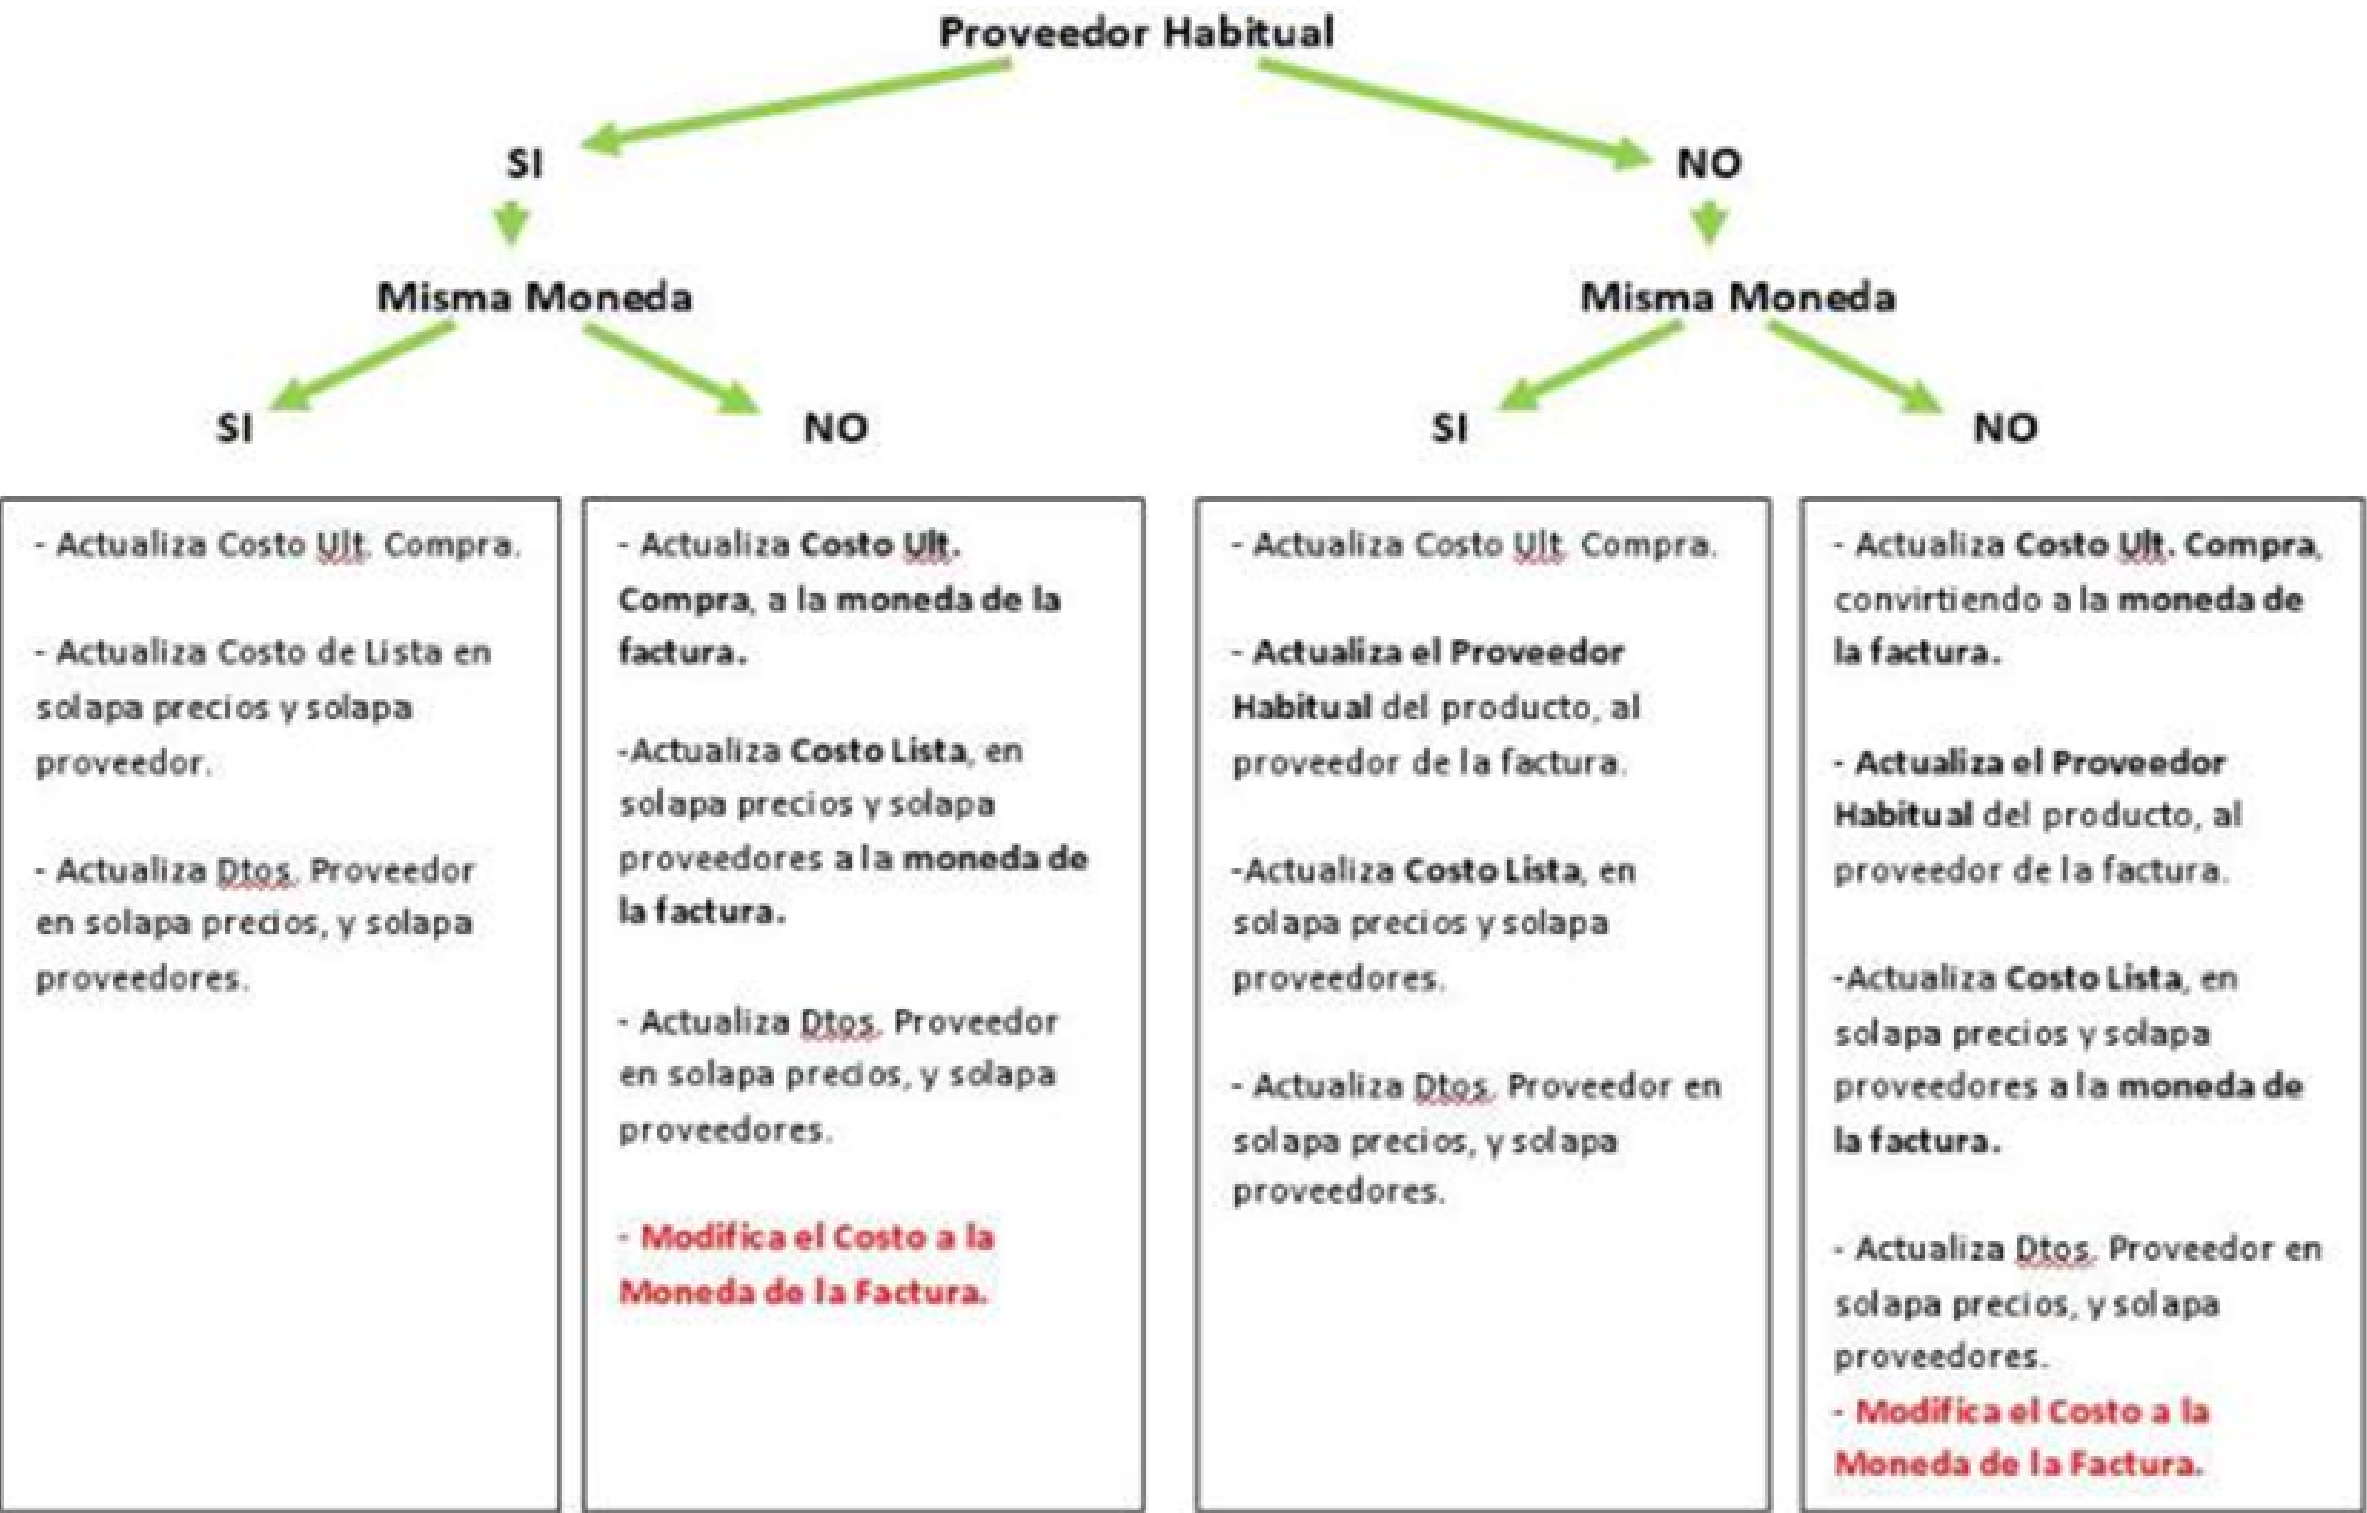 Proveedor Habitual
SI
NO
Misma Moneda
Misma Moneda
SI
NO
SI
NO
- Actualiza Costo Ult. Compra.
- Actualiza Costo de Lista en
solapa precios y solapa
proveedor.
- Actualiza Dtos. Proveedor
en solapa precios, y solapa
proveedores.
- Actualiza Costo Ult.
Compra, a la moneda de la
factura.
-Actualiza Costo Lista, en
solapa precios y solapa
proveedores a la moneda de
la factura.
- Actualiza Dtos. Proveedor
en solapa precios, y solapa
proveedores.
- Modifica el Costo a la
Moneda de la Factura.
- Actualiza Costo Ult. Compra.
- Actualiza el Proveedor
Habitual del producto, al
proveedor de la factura.
-Actualiza Costo Lista, en
solapa precios y solapa
proveedores.
- Actualiza Dtos. Proveedor en
solapa precios, y solapa
proveedores.
- Actualiza Costo Ult. Compra,
convirtiendo a la moneda de
la factura.
- Actualiza el Proveedor
Habitual del producto, al
proveedor de la factura.
-Actualiza Costo Lista, en
solapa precios y solapa
proveedores a la moneda de
la factura.
- Actualiza Dtos. Proveedor en
solapa precios, y solapa
proveedores.
- Modifica el Costo a la
Moneda de la Factura.